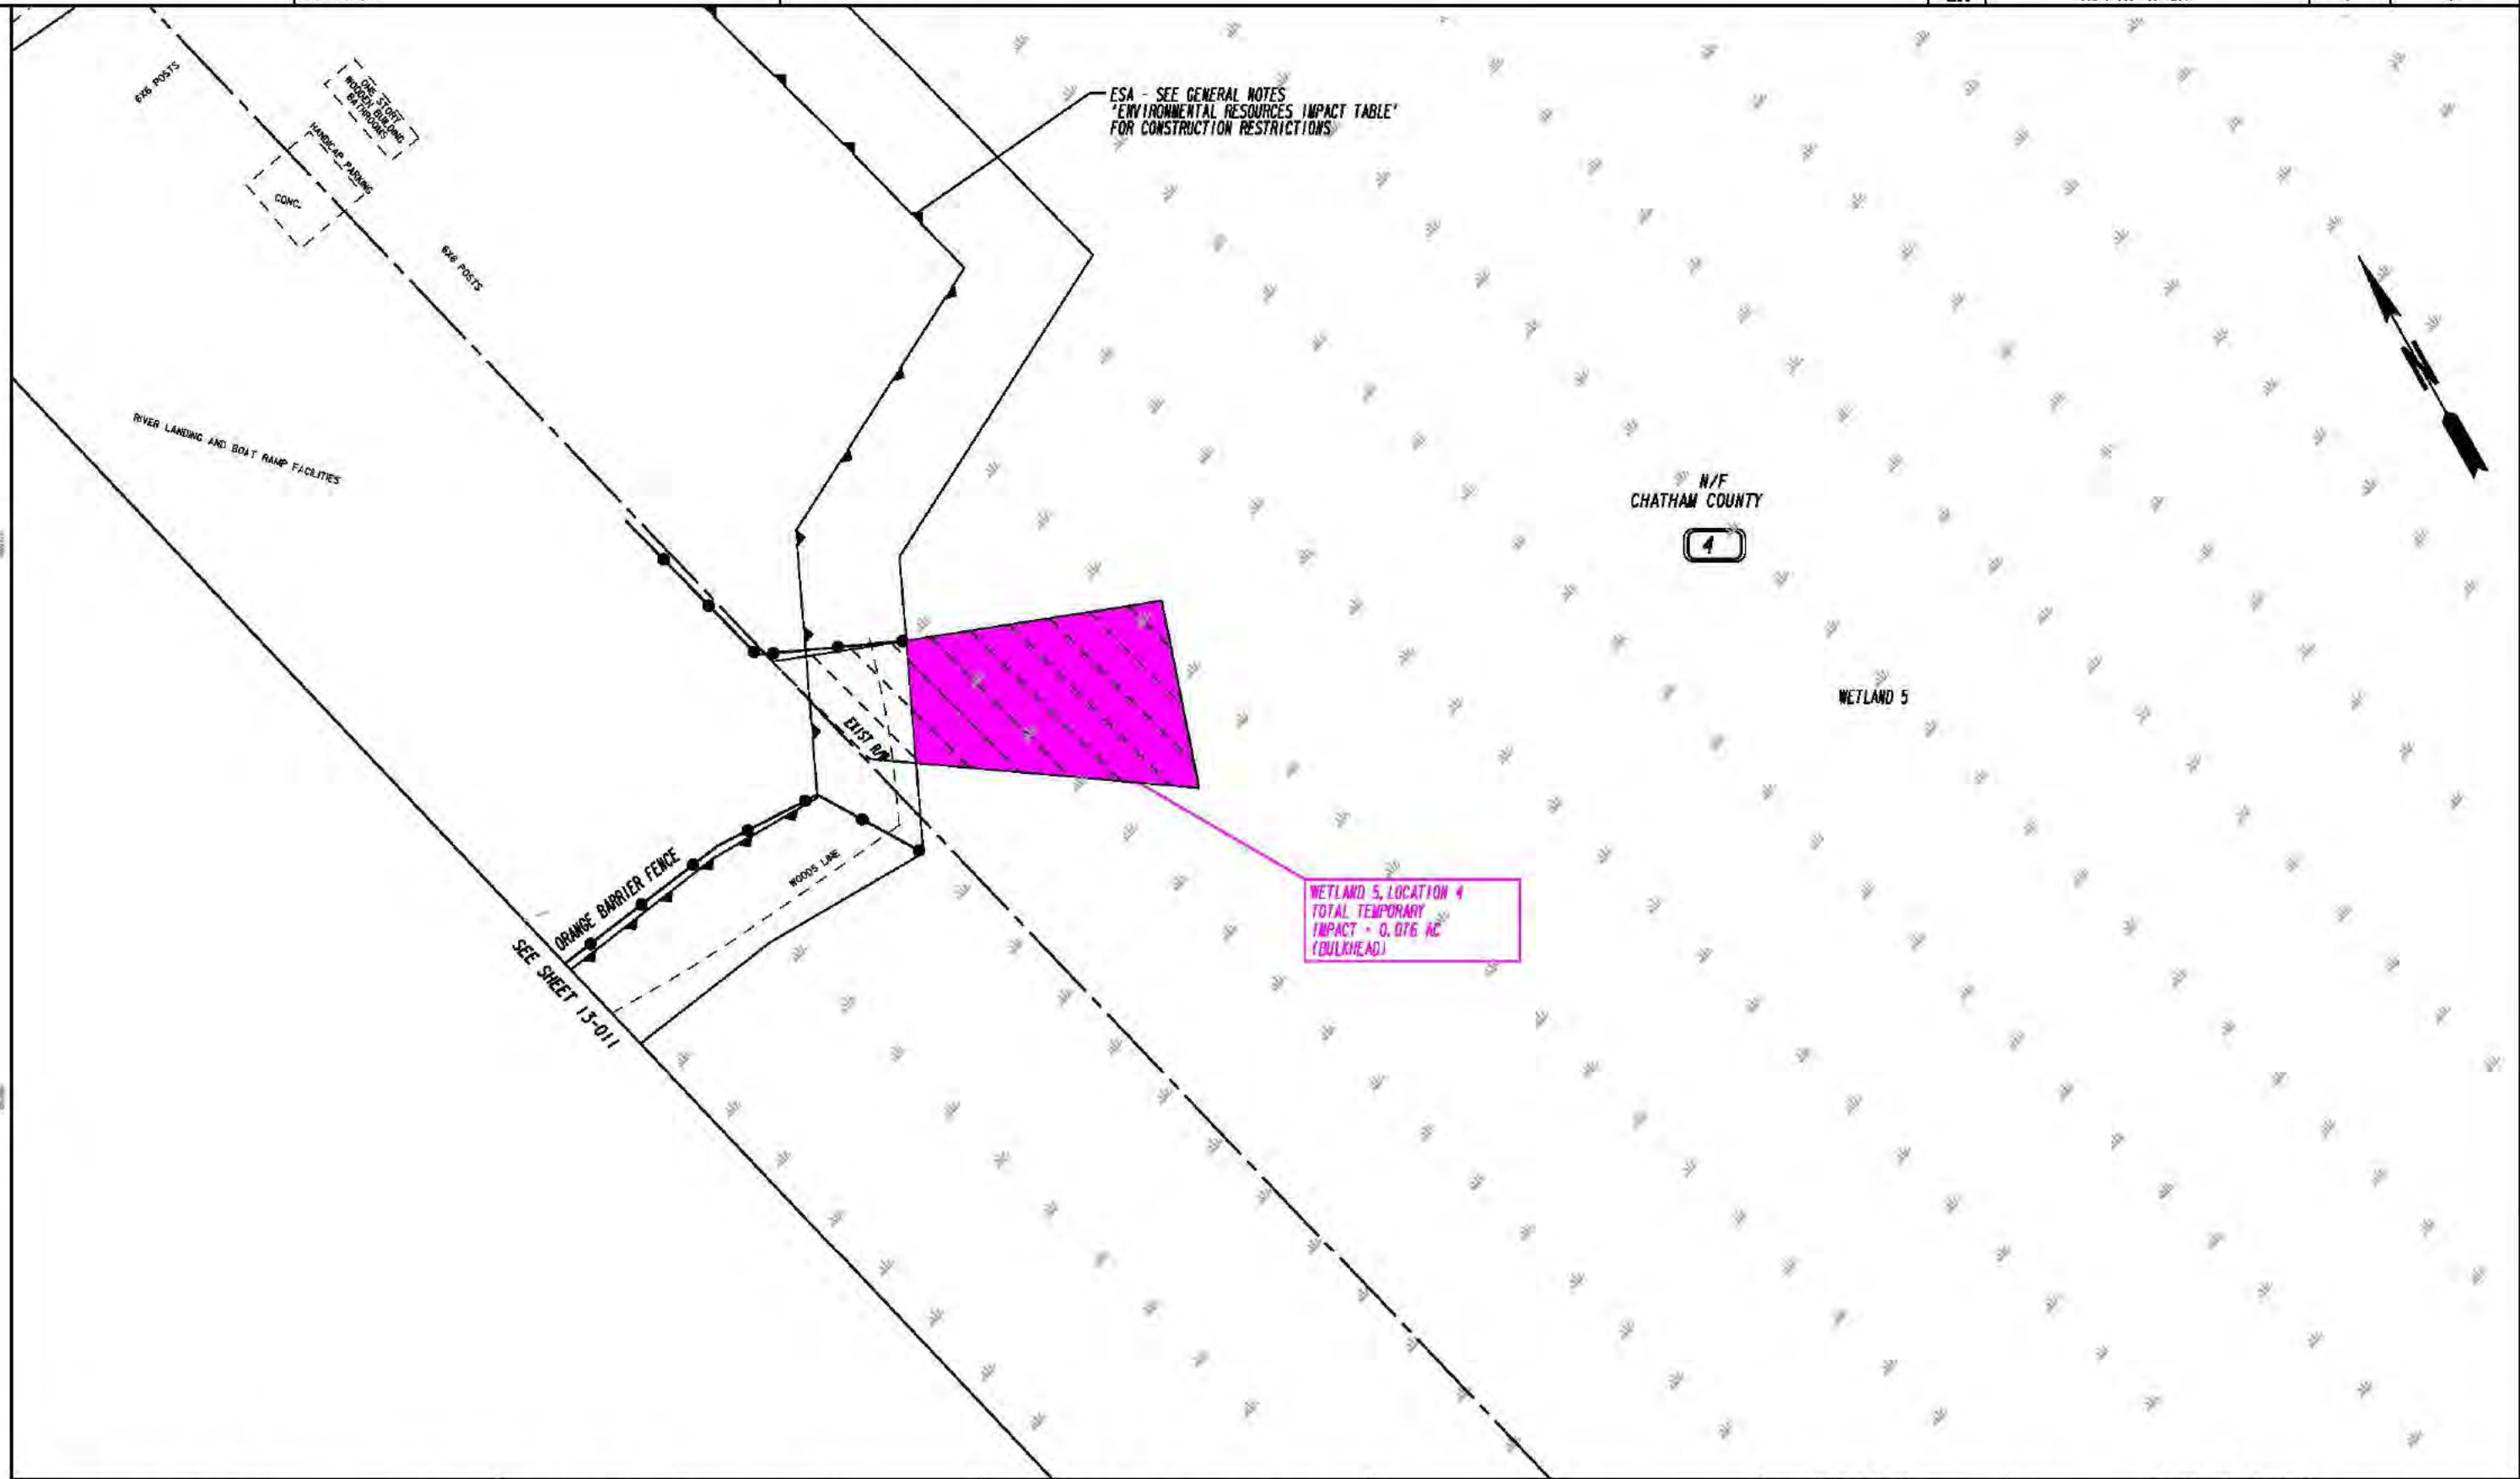 6X6 POSTS
ONE STORY
WOODEN BUILDING
BATHROOMS
HANDICAP PARKING
CONC.
6X6 POSTS
ESA - SEE GENERAL NOTES
'ENVIRONMENTAL RESOURCES IMPACT TABLE'
FOR CONSTRUCTION RESTRICTIONS
N
RIVER LANDING AND BOAT RAMP FACILITIES
N/F
CHATHAM COUNTY
4
WETLAND 5
EXIST R/W
WOODS LINE
ORANGE BARRIER FENCE
SEE SHEET 13-011
WETLAND 5, LOCATION 4
TOTAL TEMPORARY
IMPACT = 0.076 AC
(BULKHEAD)